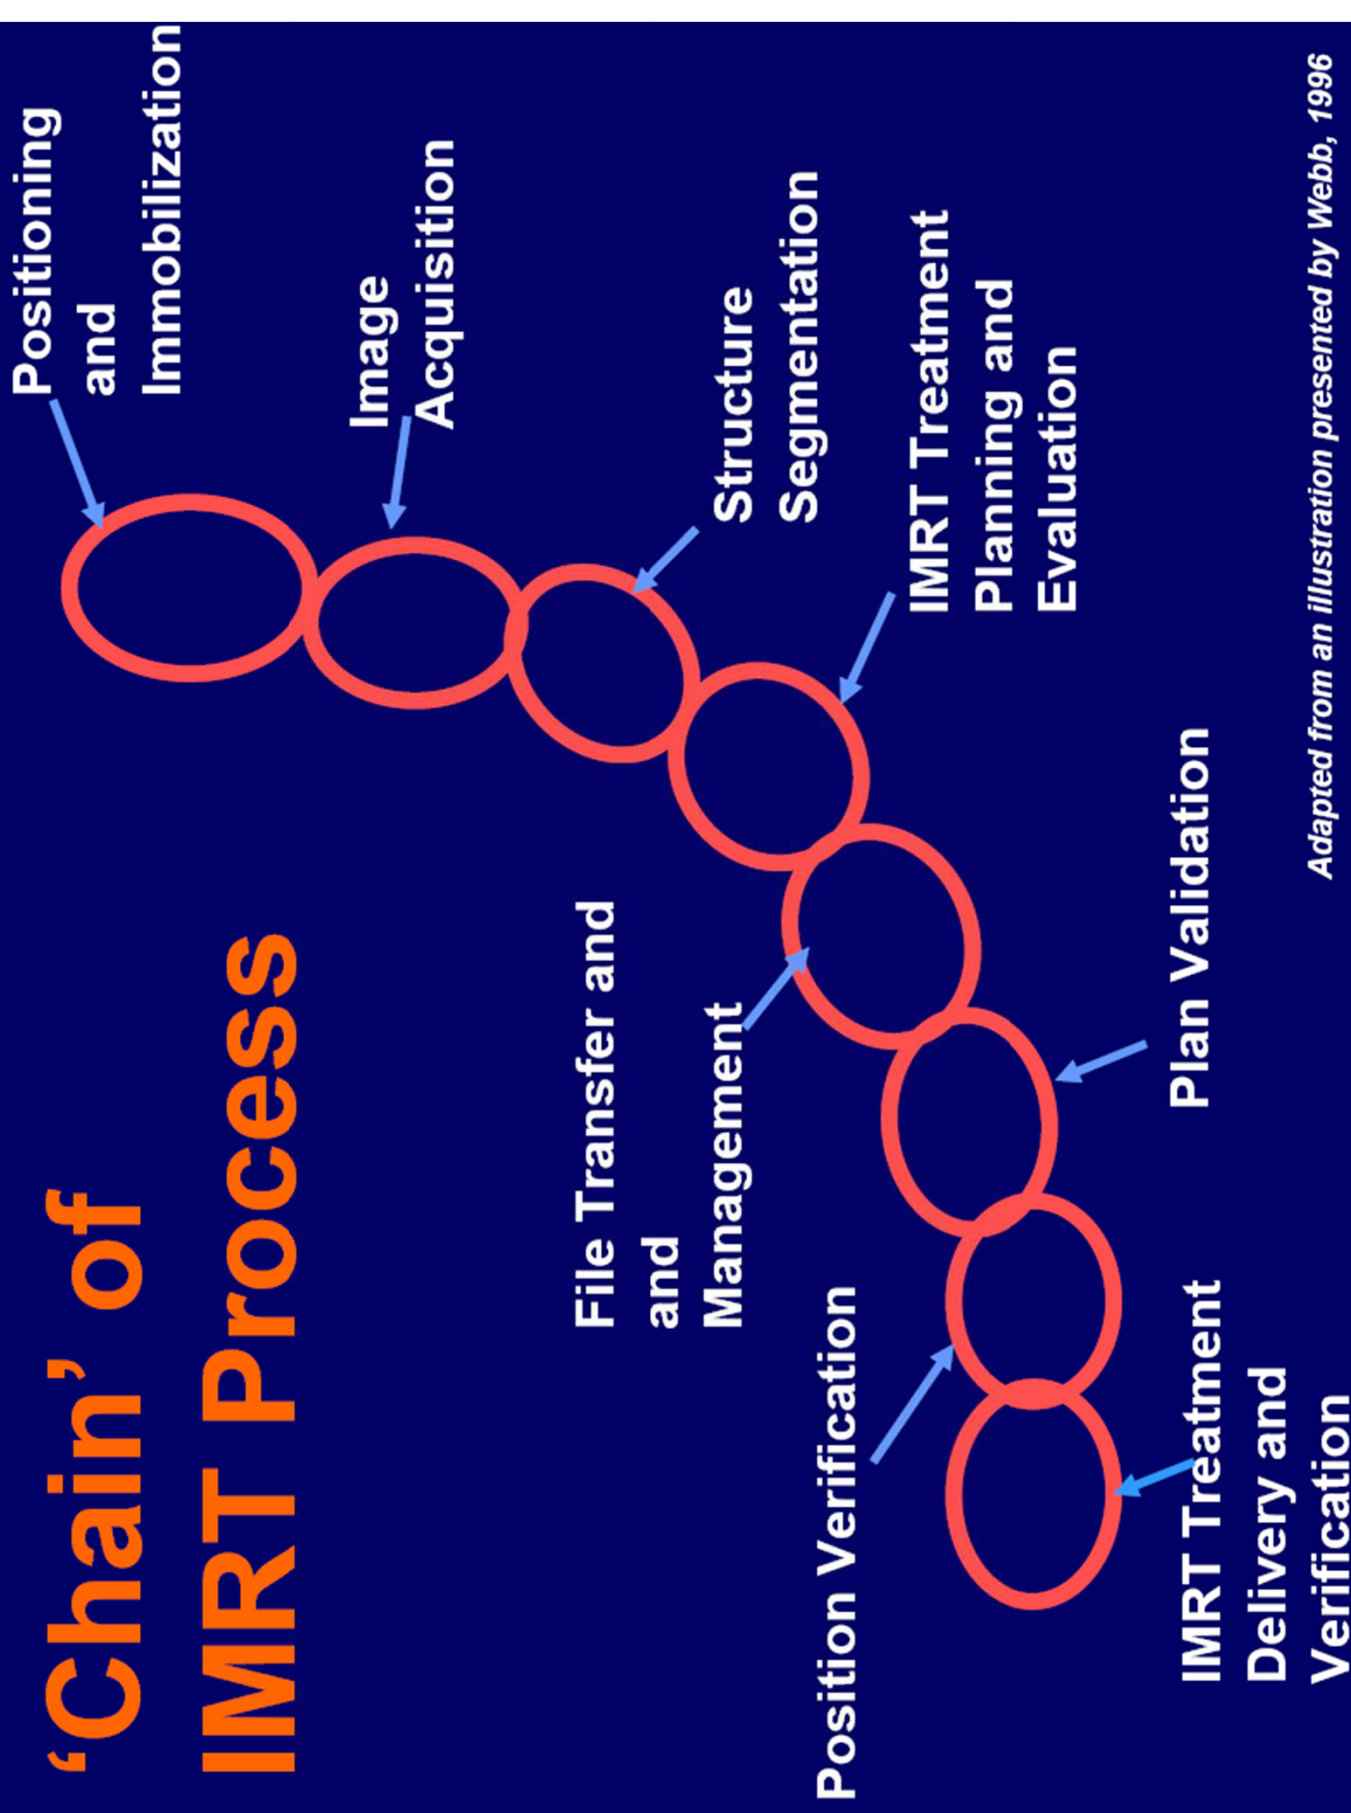 ‘Chain’ of
IMRT Process
Positioning
and
Immobilization
Image
Acquisition
Structure
Segmentation
IMRT Treatment
Planning and
Evaluation
File Transfer and
and
Management
Plan Validation
Position Verification
IMRT Treatment
Delivery and
Verification
Adapted from an illustration presented by Webb, 1996